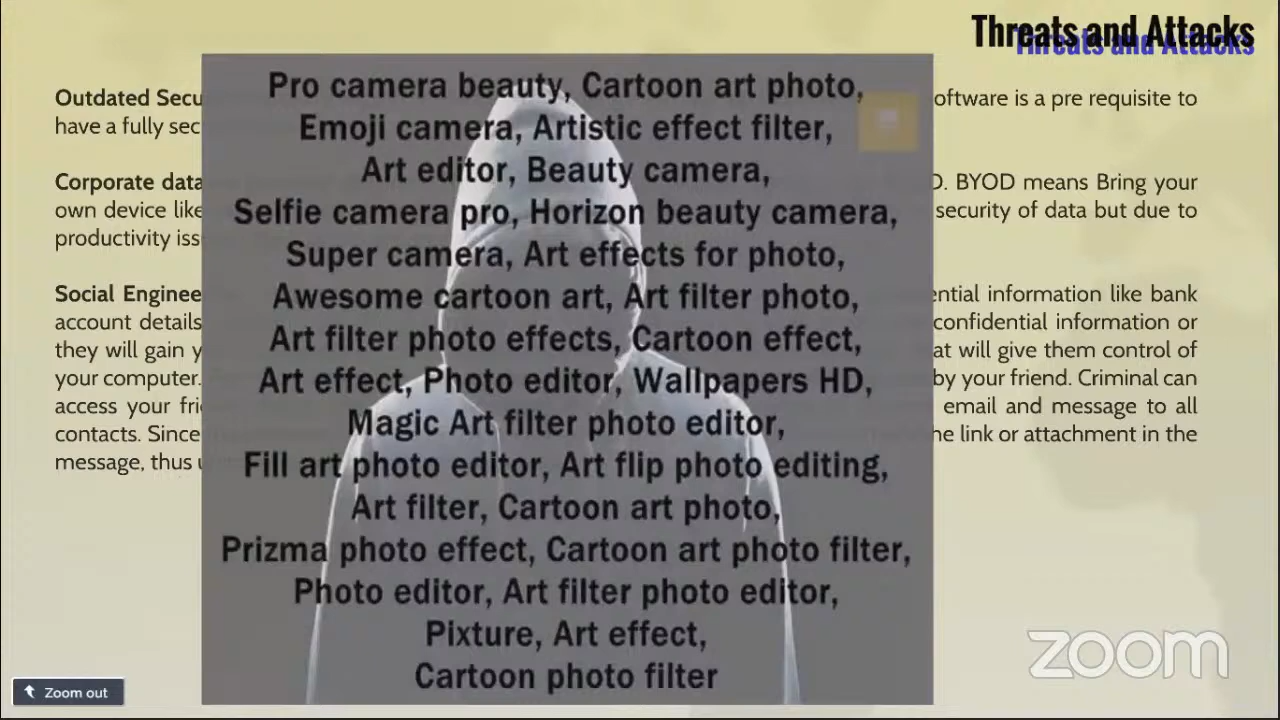 Threats and Attacks
Outdated Secu
oftware is a pre requisite to
have a fully sec
Corporate data
D. BYOD means Bring your
own device like
security of data but due to
productivity iss
Social Enginee
ential information like bank
account details
confidential information or
they will gain y
at will give them control of
your computer.
by your friend. Criminal can
access your fri
email and message to all
contacts. Since
he link or attachment in the
message, thus u
Pro camera beauty, Cartoon art photo,
Emoji camera, Artistic effect filter,
Art editor, Beauty camera,
Selfie camera pro, Horizon beauty camera,
Super camera, Art effects for photo,
Awesome cartoon art, Art filter photo,
Art filter photo effects, Cartoon effect,
Art effect, Photo editor, Wallpapers HD,
Magic Art filter photo editor,
Fill art photo editor, Art flip photo editing,
Art filter, Cartoon art photo,
Prizma photo effect, Cartoon art photo filter,
Photo editor, Art filter photo editor,
Pixture, Art effect,
Cartoon photo filter
Zoom out
zoom